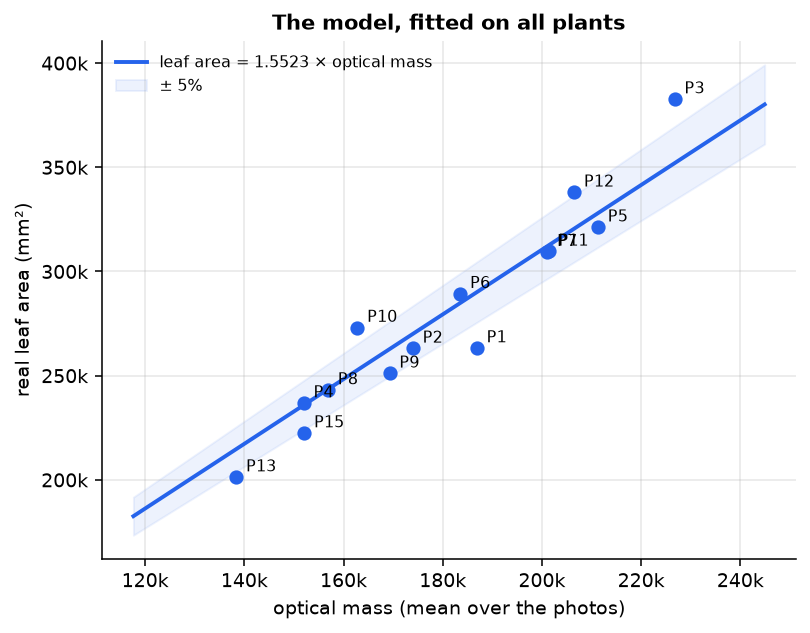 The model, fitted on all plants
leaf area = 1.5523 × optical mass
± 5%
real leaf area (mm²)
400k
350k
300k
250k
200k
P3
P12
P5
P7
P11
P6
P10
P2
P1
P9
P8
P4
P15
P13
120k
140k
160k
180k
200k
220k
240k
optical mass (mean over the photos)